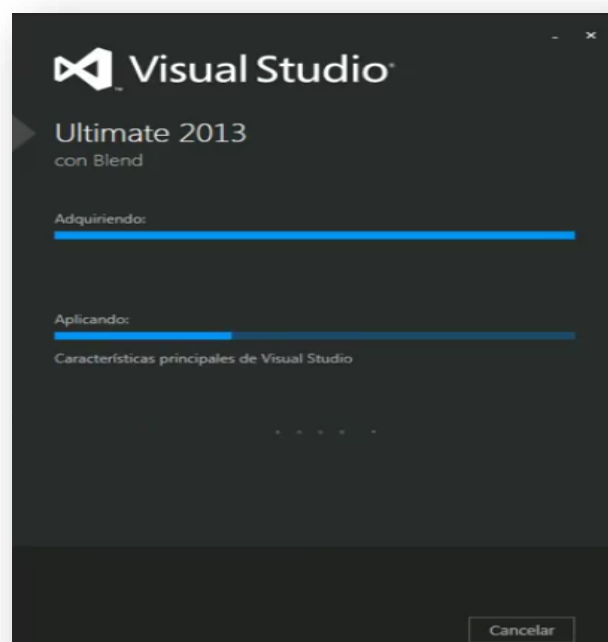 Visual Studio
Ultimate 2013
con Blend
Adquiriendo:
Aplicando:
Características principales de Visual Studio
Cancelar